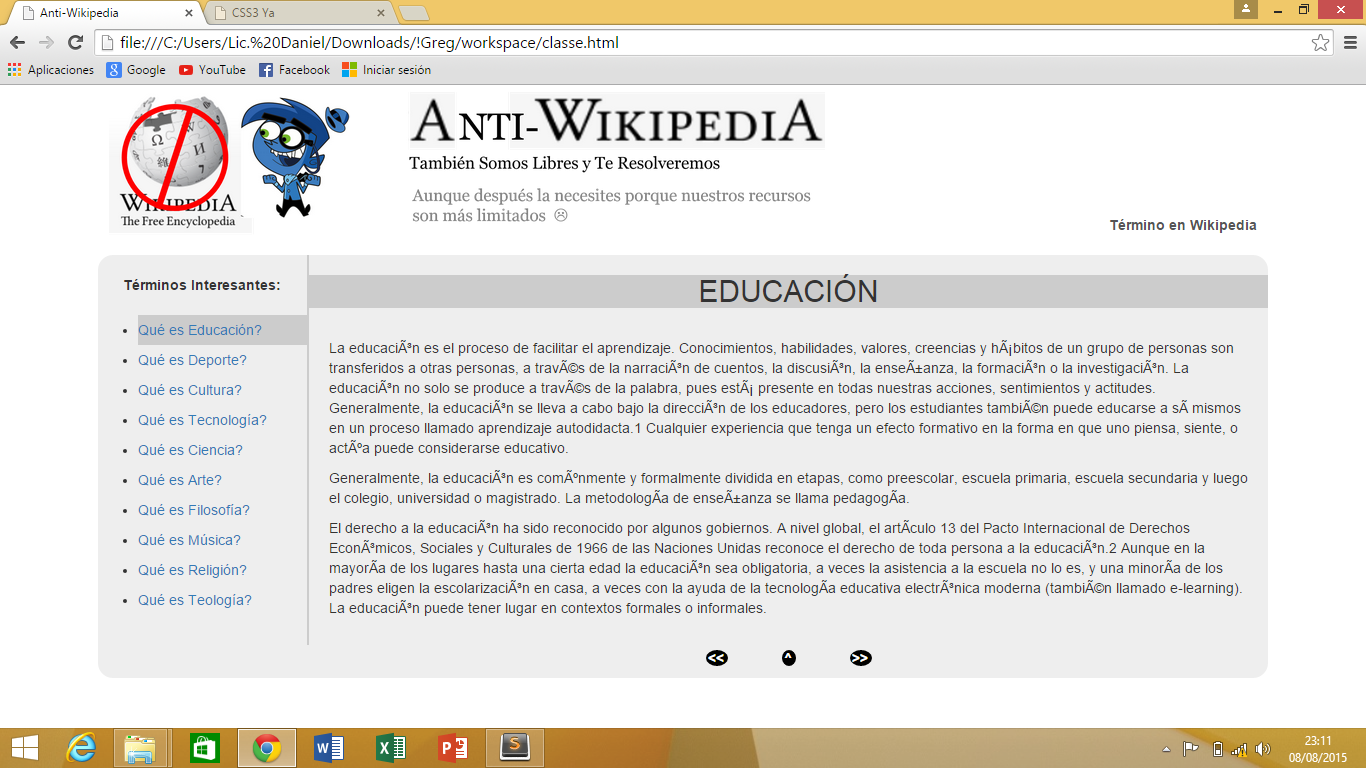 Anti-Wikipedia
CSS3 Ya
file:///C:/Users/Lic.%20Daniel/Downloads/!Greg/workspace/classe.html
Aplicaciones Google YouTube Facebook Iniciar sesión
WIKIPEDIA
The Free Encyclopedia
ANTI-WIKIPEDIA
También Somos Libres y Te Resolveremos
Aunque después la necesites porque nuestros recursos
son más limitados ☹
Término en Wikipedia
Términos Interesantes:
Qué es Educación?
Qué es Deporte?
Qué es Cultura?
Qué es Tecnología?
Qué es Ciencia?
Qué es Arte?
Qué es Filosofía?
Qué es Música?
Qué es Religión?
Qué es Teología?
EDUCACIÓN
La educaciÃ³n es el proceso de facilitar el aprendizaje. Conocimientos, habilidades, valores, creencias y hÃ¡bitos de un grupo de personas son
transferidos a otras personas, a travÃ©s de la narraciÃ³n de cuentos, la discusiÃ³n, la enseÃ±anza, la formaciÃ³n o la investigaciÃ³n. La
educaciÃ³n no solo se produce a travÃ©s de la palabra, pues estÃ¡ presente en todas nuestras acciones, sentimientos y actitudes.
Generalmente, la educaciÃ³n se lleva a cabo bajo la direcciÃ³n de los educadores, pero los estudiantes tambiÃ©n puede educarse a sÃ mismos
en un proceso llamado aprendizaje autodidacta.1 Cualquier experiencia que tenga un efecto formativo en la forma en que uno piensa, siente, o
actÃºa puede considerarse educativo.
Generalmente, la educaciÃ³n es comÃºnmente y formalmente dividida en etapas, como preescolar, escuela primaria, escuela secundaria y luego
el colegio, universidad o magistrado. La metodologÃa de enseÃ±anza se llama pedagogÃa.
El derecho a la educaciÃ³n ha sido reconocido por algunos gobiernos. A nivel global, el artÃculo 13 del Pacto Internacional de Derechos
EconÃ³micos, Sociales y Culturales de 1966 de las Naciones Unidas reconoce el derecho de toda persona a la educaciÃ³n.2 Aunque en la
mayorÃa de los lugares hasta una cierta edad la educaciÃ³n sea obligatoria, a veces la asistencia a la escuela no lo es, y una minorÃa de los
padres eligen la escolarizaciÃ³n en casa, a veces con la ayuda de la tecnologÃa educativa electrÃ³nica moderna (tambiÃ©n llamado e-learning).
La educaciÃ³n puede tener lugar en contextos formales o informales.
<< ^ >>
23:11
08/08/2015